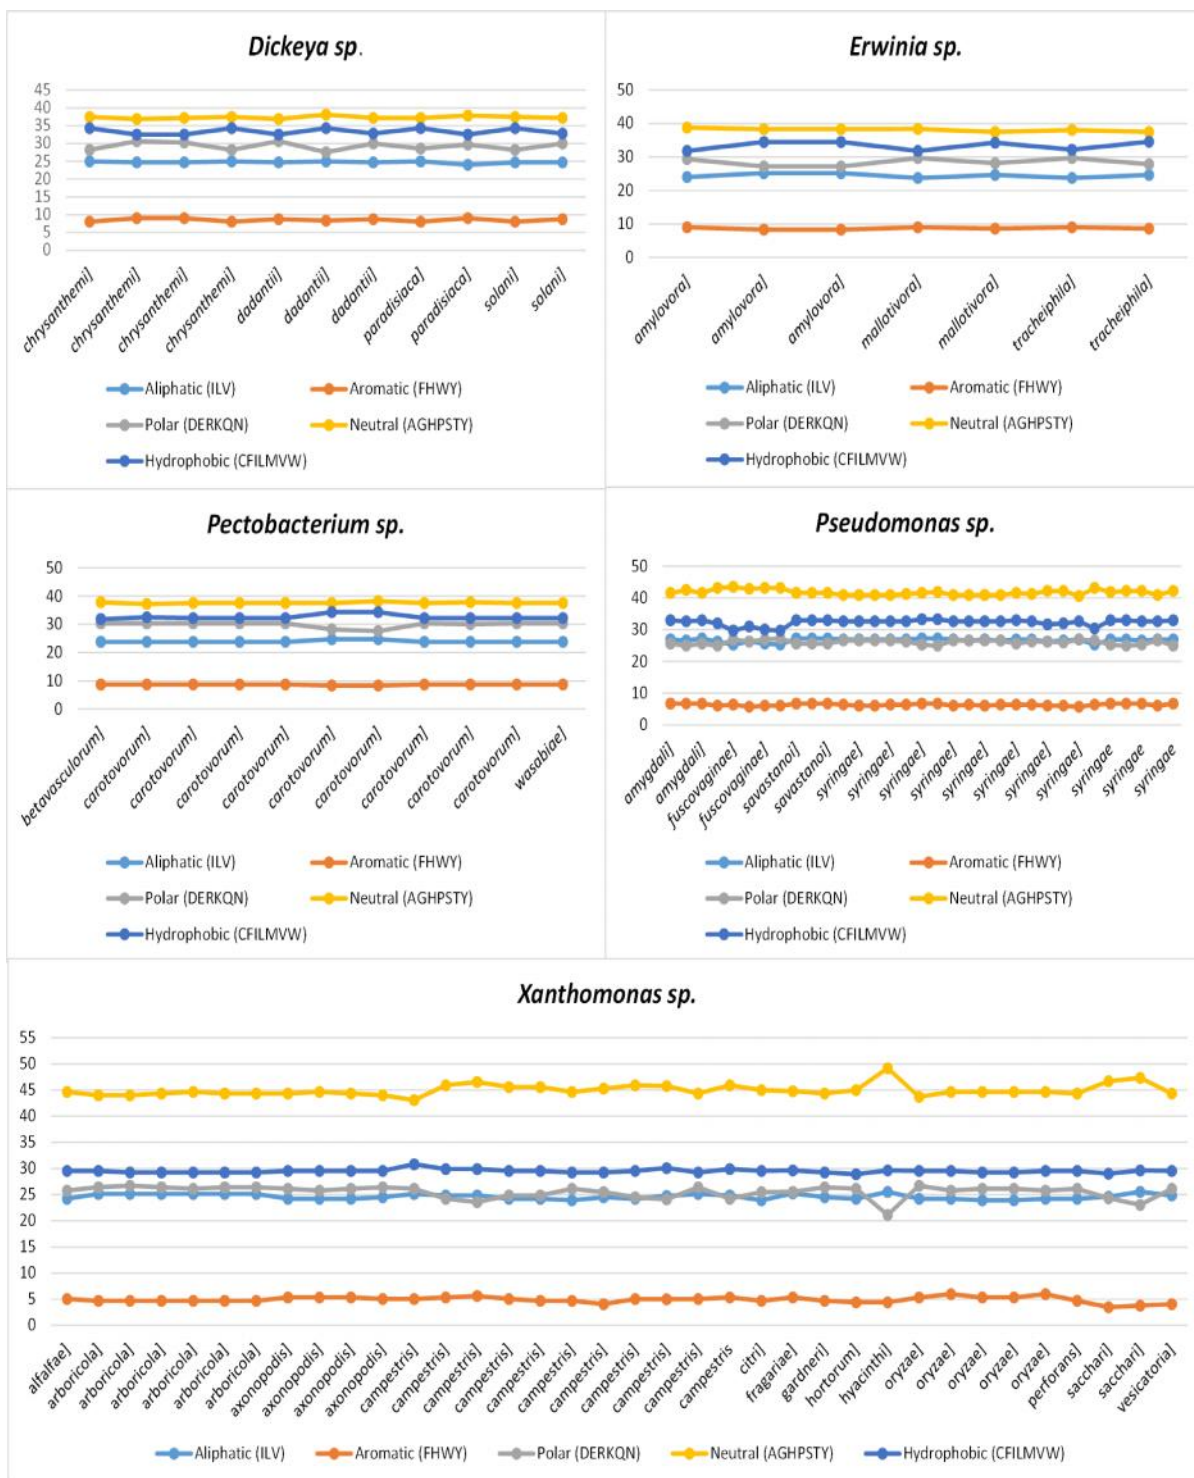 Dickeya sp.
45
40
35
30
25
20
15
10
5
0
chrysanthemi]
chrysanthemi]
chrysanthemi]
chrysanthemi]
dadantii]
dadantii]
dadantii]
paradisiaca]
paradisiaca]
solani]
solani]
Aliphatic (ILV)
Aromatic (FHWY)
Polar (DERKQN)
Neutral (AGHPSTY)
Hydrophobic (CFILMVW)
Erwinia sp.
50
40
30
20
10
0
amylovora]
amylovora]
amylovora]
mallotivora]
mallotivora]
tracheiphila]
tracheiphila]
Aliphatic (ILV)
Aromatic (FHWY)
Polar (DERKQN)
Neutral (AGHPSTY)
Hydrophobic (CFILMVW)
Pectobacterium sp.
50
40
30
20
10
0
betavasculorum]
carotovorum]
carotovorum]
carotovorum]
carotovorum]
carotovorum]
carotovorum]
carotovorum]
carotovorum]
carotovorum]
wasabiae]
Aliphatic (ILV)
Aromatic (FHWY)
Polar (DERKQN)
Neutral (AGHPSTY)
Hydrophobic (CFILMVW)
Pseudomonas sp.
50
40
30
20
10
0
amygdali]
amygdali]
fuscovaginae]
fuscovaginae]
savastanoi]
savastanoi]
syringae]
syringae]
syringae]
syringae]
syringae]
syringae]
syringae]
syringae]
syringae
syringae
syringae
Aliphatic (ILV)
Aromatic (FHWY)
Polar (DERKQN)
Neutral (AGHPSTY)
Hydrophobic (CFILMVW)
Xanthomonas sp.
55
50
45
40
35
30
25
20
15
10
5
0
alfalfae]
arboricola]
arboricola]
arboricola]
arboricola]
arboricola]
arboricola]
axonopodis]
axonopodis]
axonopodis]
axonopodis]
campestris]
campestris]
campestris]
campestris]
campestris]
campestris]
campestris]
campestris]
campestris]
campestris]
campestris
citri]
fragariae]
gardneri]
hortorum]
hyacinthi]
oryzae]
oryzae]
oryzae]
oryzae]
oryzae]
perforans]
sacchari]
sacchari]
vesicatoria]
Aliphatic (ILV)
Aromatic (FHWY)
Polar (DERKQN)
Neutral (AGHPSTY)
Hydrophobic (CFILMVW)